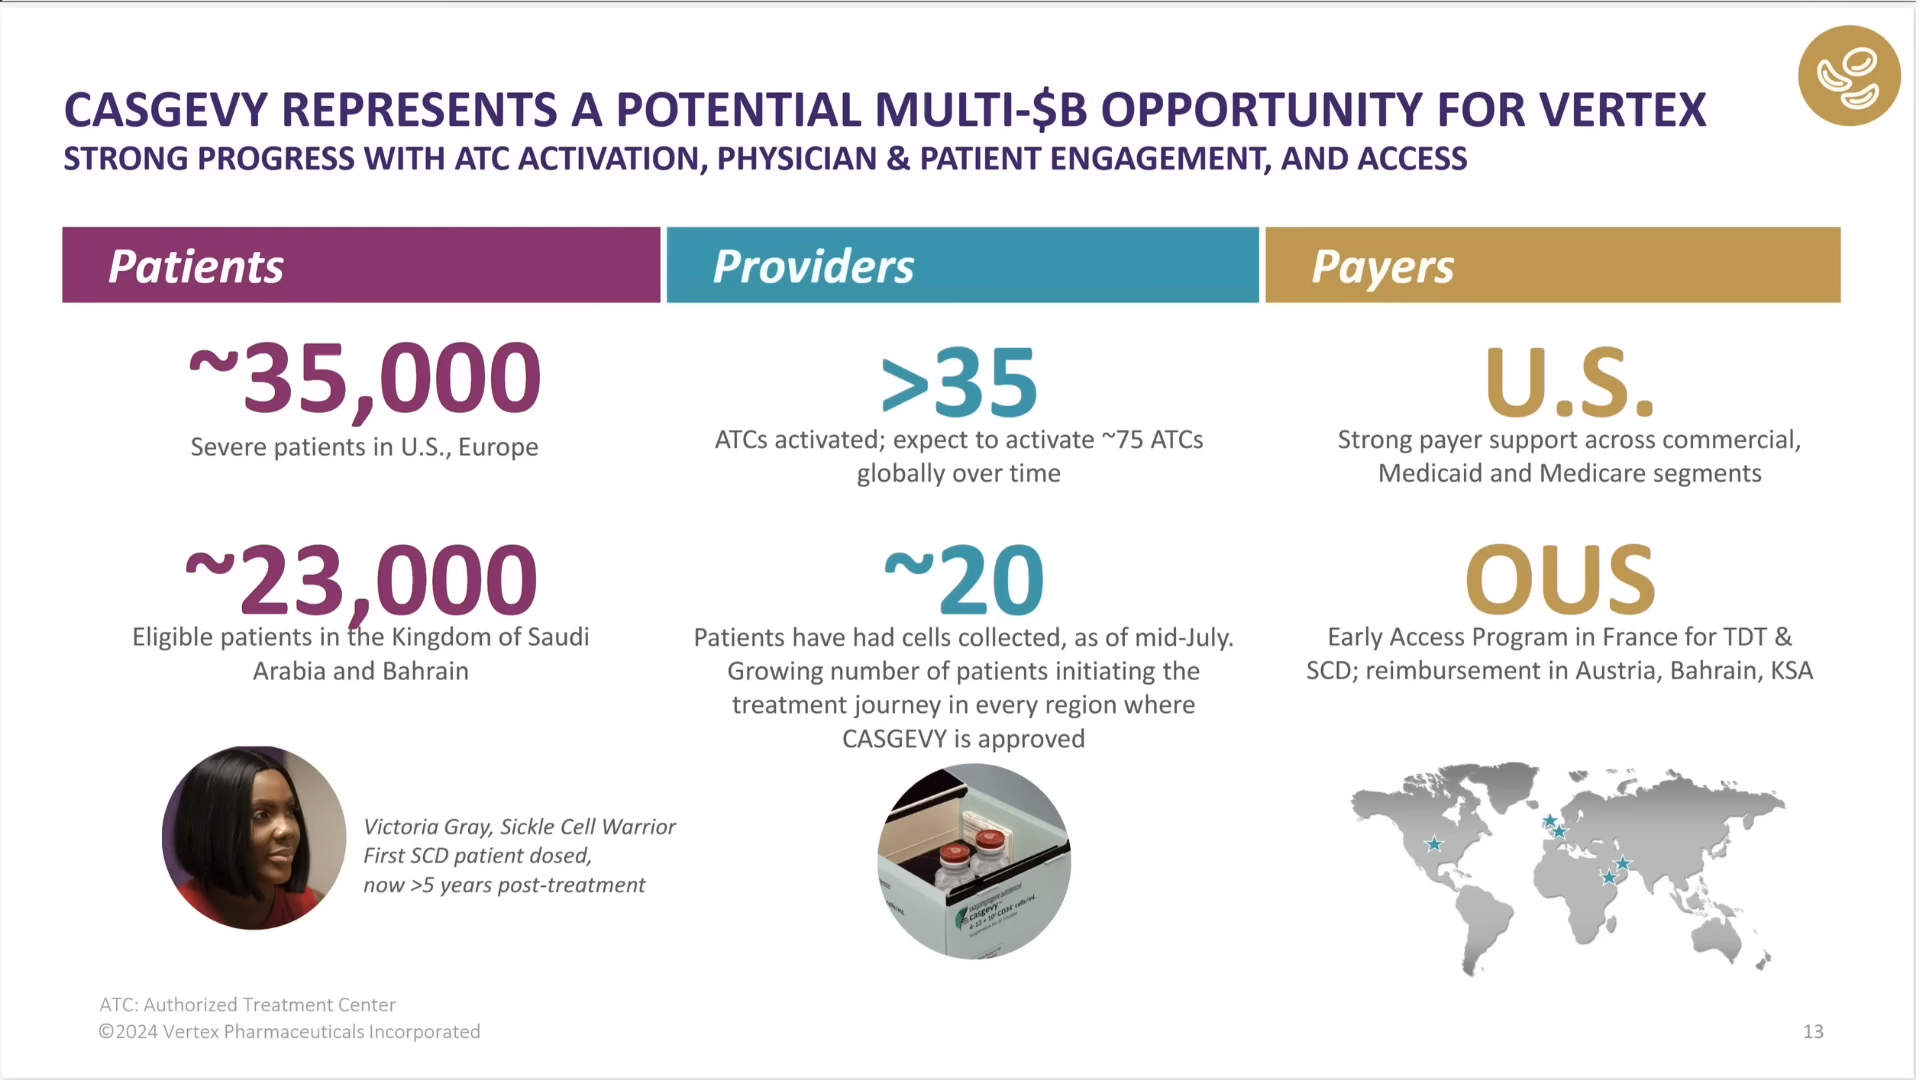 CASGEVY REPRESENTS A POTENTIAL MULTI-$B OPPORTUNITY FOR VERTEX
STRONG PROGRESS WITH ATC ACTIVATION, PHYSICIAN & PATIENT ENGAGEMENT, AND ACCESS
Patients
~35,000
Severe patients in U.S., Europe
~23,000
Eligible patients in the Kingdom of Saudi
Arabia and Bahrain
Victoria Gray, Sickle Cell Warrior
First SCD patient dosed,
now >5 years post-treatment
Providers
>35
ATCs activated; expect to activate ~75 ATCs
globally over time
~20
Patients have had cells collected, as of mid-July.
Growing number of patients initiating the
treatment journey in every region where
CASGEVY is approved
casgevy
Payers
U.S.
Strong payer support across commercial,
Medicaid and Medicare segments
OUS
Early Access Program in France for TDT &
SCD; reimbursement in Austria, Bahrain, KSA
ATC: Authorized Treatment Center
©2024 Vertex Pharmaceuticals Incorporated
13